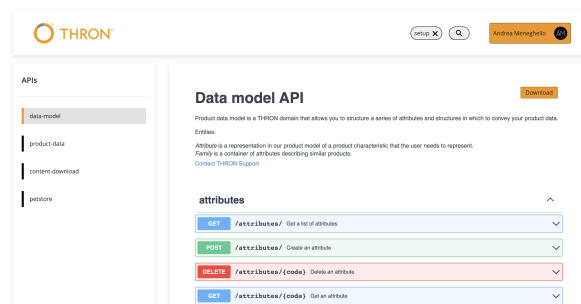 THRON
setup
Andrea Meneghello AM
APIs
data-model
product-data
content-download
petstore
Data model API
Download
Product data model is a THRON domain that allows you to structure a series of attributes and structures in which to convey your product data.
Entities:
Attribute is a representation in our product model of a product characteristic that the user needs to represent.
Family is a container of attributes describing similar products.
Contact THRON Support
attributes
GET /attributes/ Get a list of attributes
POST /attributes/ Create an attribute
DELETE /attributes/{code} Delete an attribute
GET /attributes/{code} Get an attribute